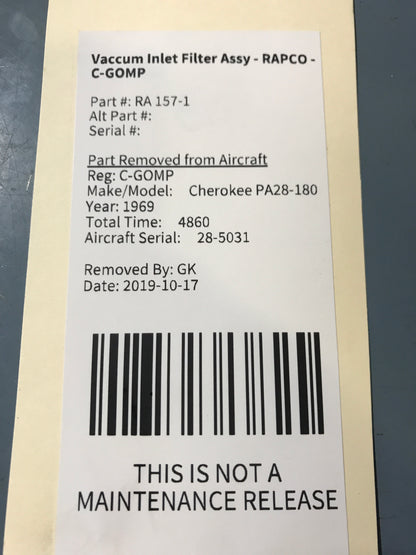 Vaccum Inlet Filter Assy - RAPCO -
C-GOMP
Part #: RA 157-1
Alt Part #:
Serial #:
Part Removed from Aircraft
Reg: C-GOMP
Make/Model: Cherokee PA28-180
Year: 1969
Total Time: 4860
Aircraft Serial: 28-5031
Removed By: GK
Date: 2019-10-17
THIS IS NOT A
MAINTENANCE RELEASE